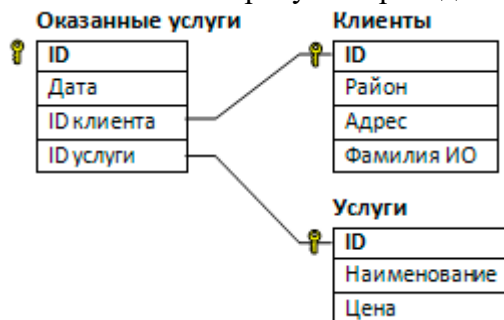 Оказанные услуги
ID
Дата
ID клиента
ID услуги
Клиенты
ID
Район
Адрес
Фамилия ИО
Услуги
ID
Наименование
Цена